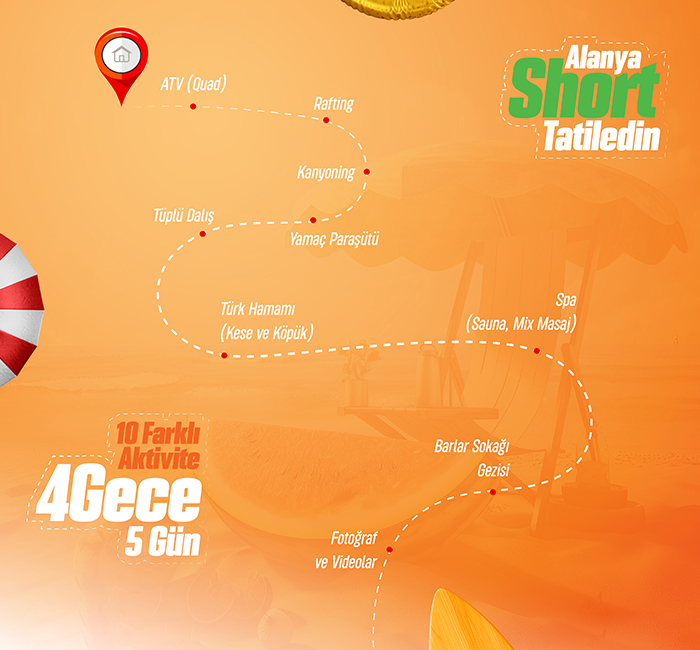 Alanya
Short
Tatiledin
ATV (Quad)
Rafting
Kanyoning
Tüplü Dalış
Yamaç Paraşütü
Türk Hamamı
(Kese ve Köpük)
Spa
(Sauna, Mix Masaj)
Barlar Sokağı
Gezisi
Fotoğraf
ve Videolar
10 Farklı
Aktivite
4Gece
5 Gün